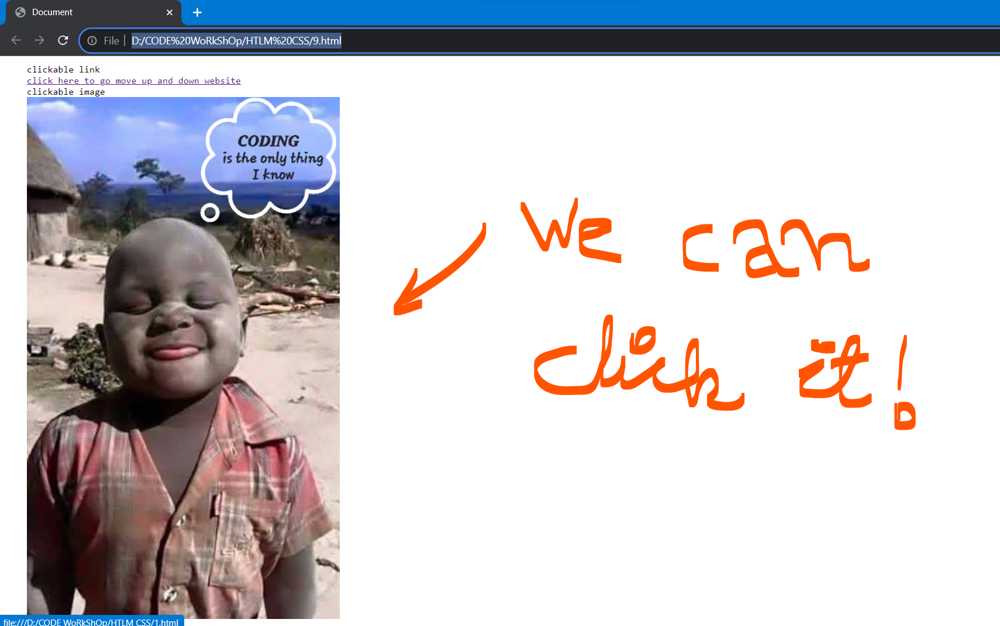 Document
File
D:/CODE%20WoRkShOp/HTLM%20CSS/9.html
clickable link
click here to go move up and down website
clickable image
CODING
is the only thing
I know
We can
click it!
file:///D:/CODE WoRkShOp/HTLM CSS/1.html